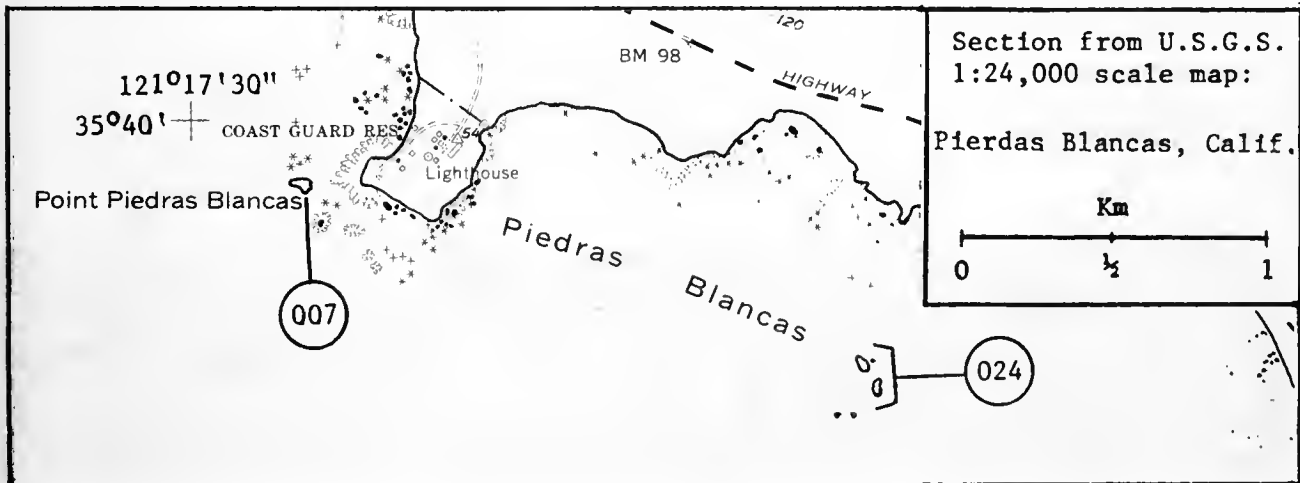 120
BM 98
HIGHWAY
121°17'30"
35°40'
COAST GUARD RES
54
Lighthouse
Point Piedras Blancas
Piedras Blancas
007
024
Section from U.S.G.S.
1:24,000 scale map:
Pierdas Blancas, Calif.
Km
0 ½ 1